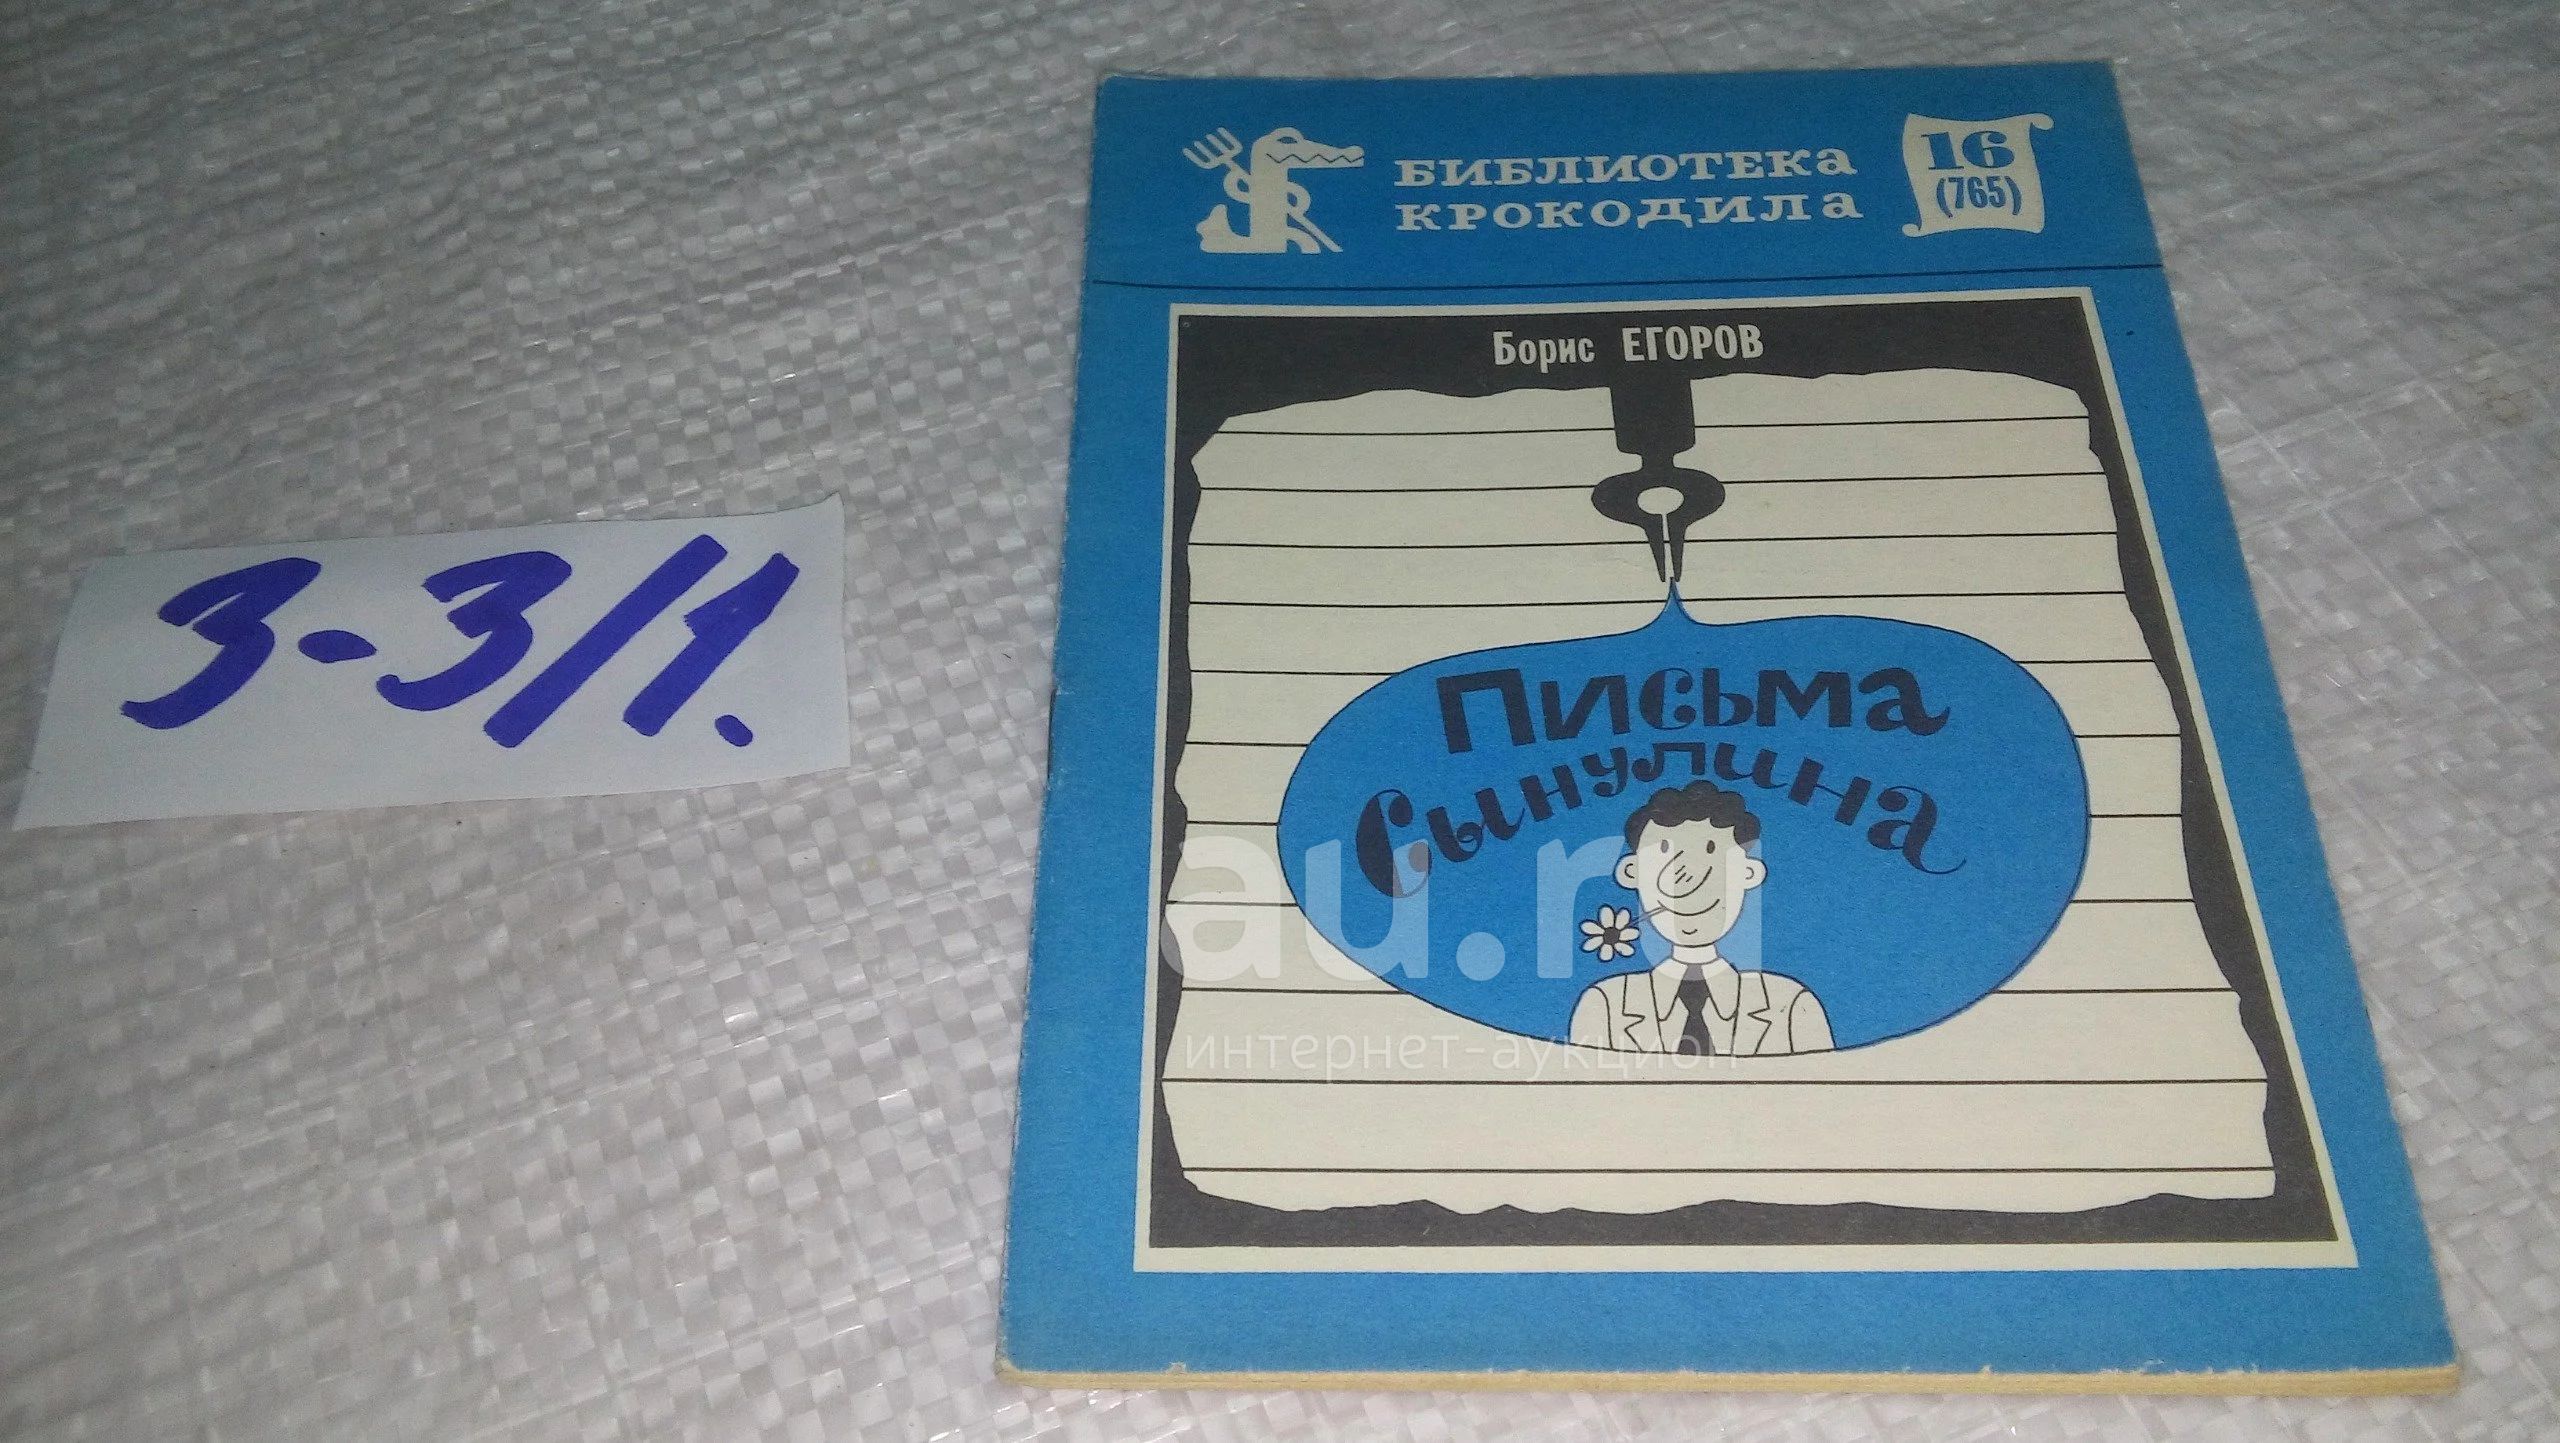 3-3/1.
БИБЛИОТЕКА
КРОКОДИЛА
16
(765)
Борис ЕГОРОВ
Письма
Сынулина
au.ru
интернет-аукцион